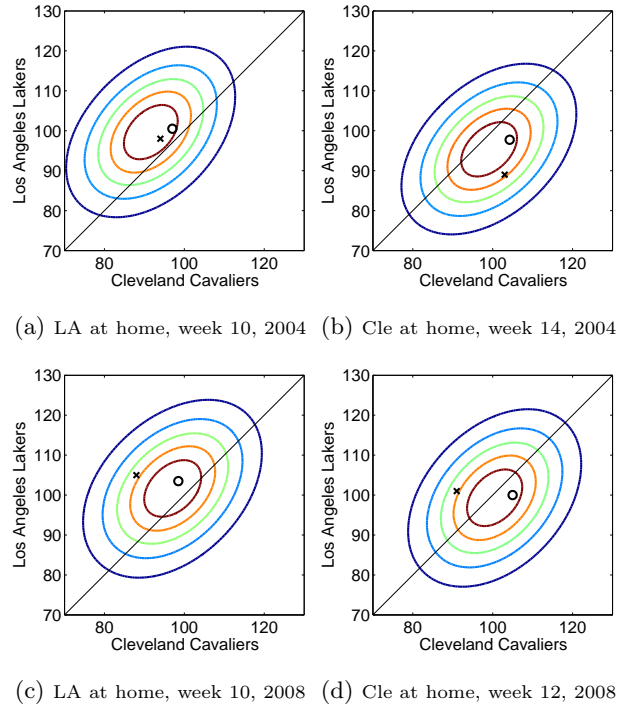 130
120
110
100
90
80
70
80 100 120
Los Angeles Lakers
Cleveland Cavaliers
(a) LA at home, week 10, 2004
130
120
110
100
90
80
70
80 100 120
Los Angeles Lakers
Cleveland Cavaliers
(b) Cle at home, week 14, 2004
130
120
110
100
90
80
70
80 100 120
Los Angeles Lakers
Cleveland Cavaliers
(c) LA at home, week 10, 2008
130
120
110
100
90
80
70
80 100 120
Los Angeles Lakers
Cleveland Cavaliers
(d) Cle at home, week 12, 2008